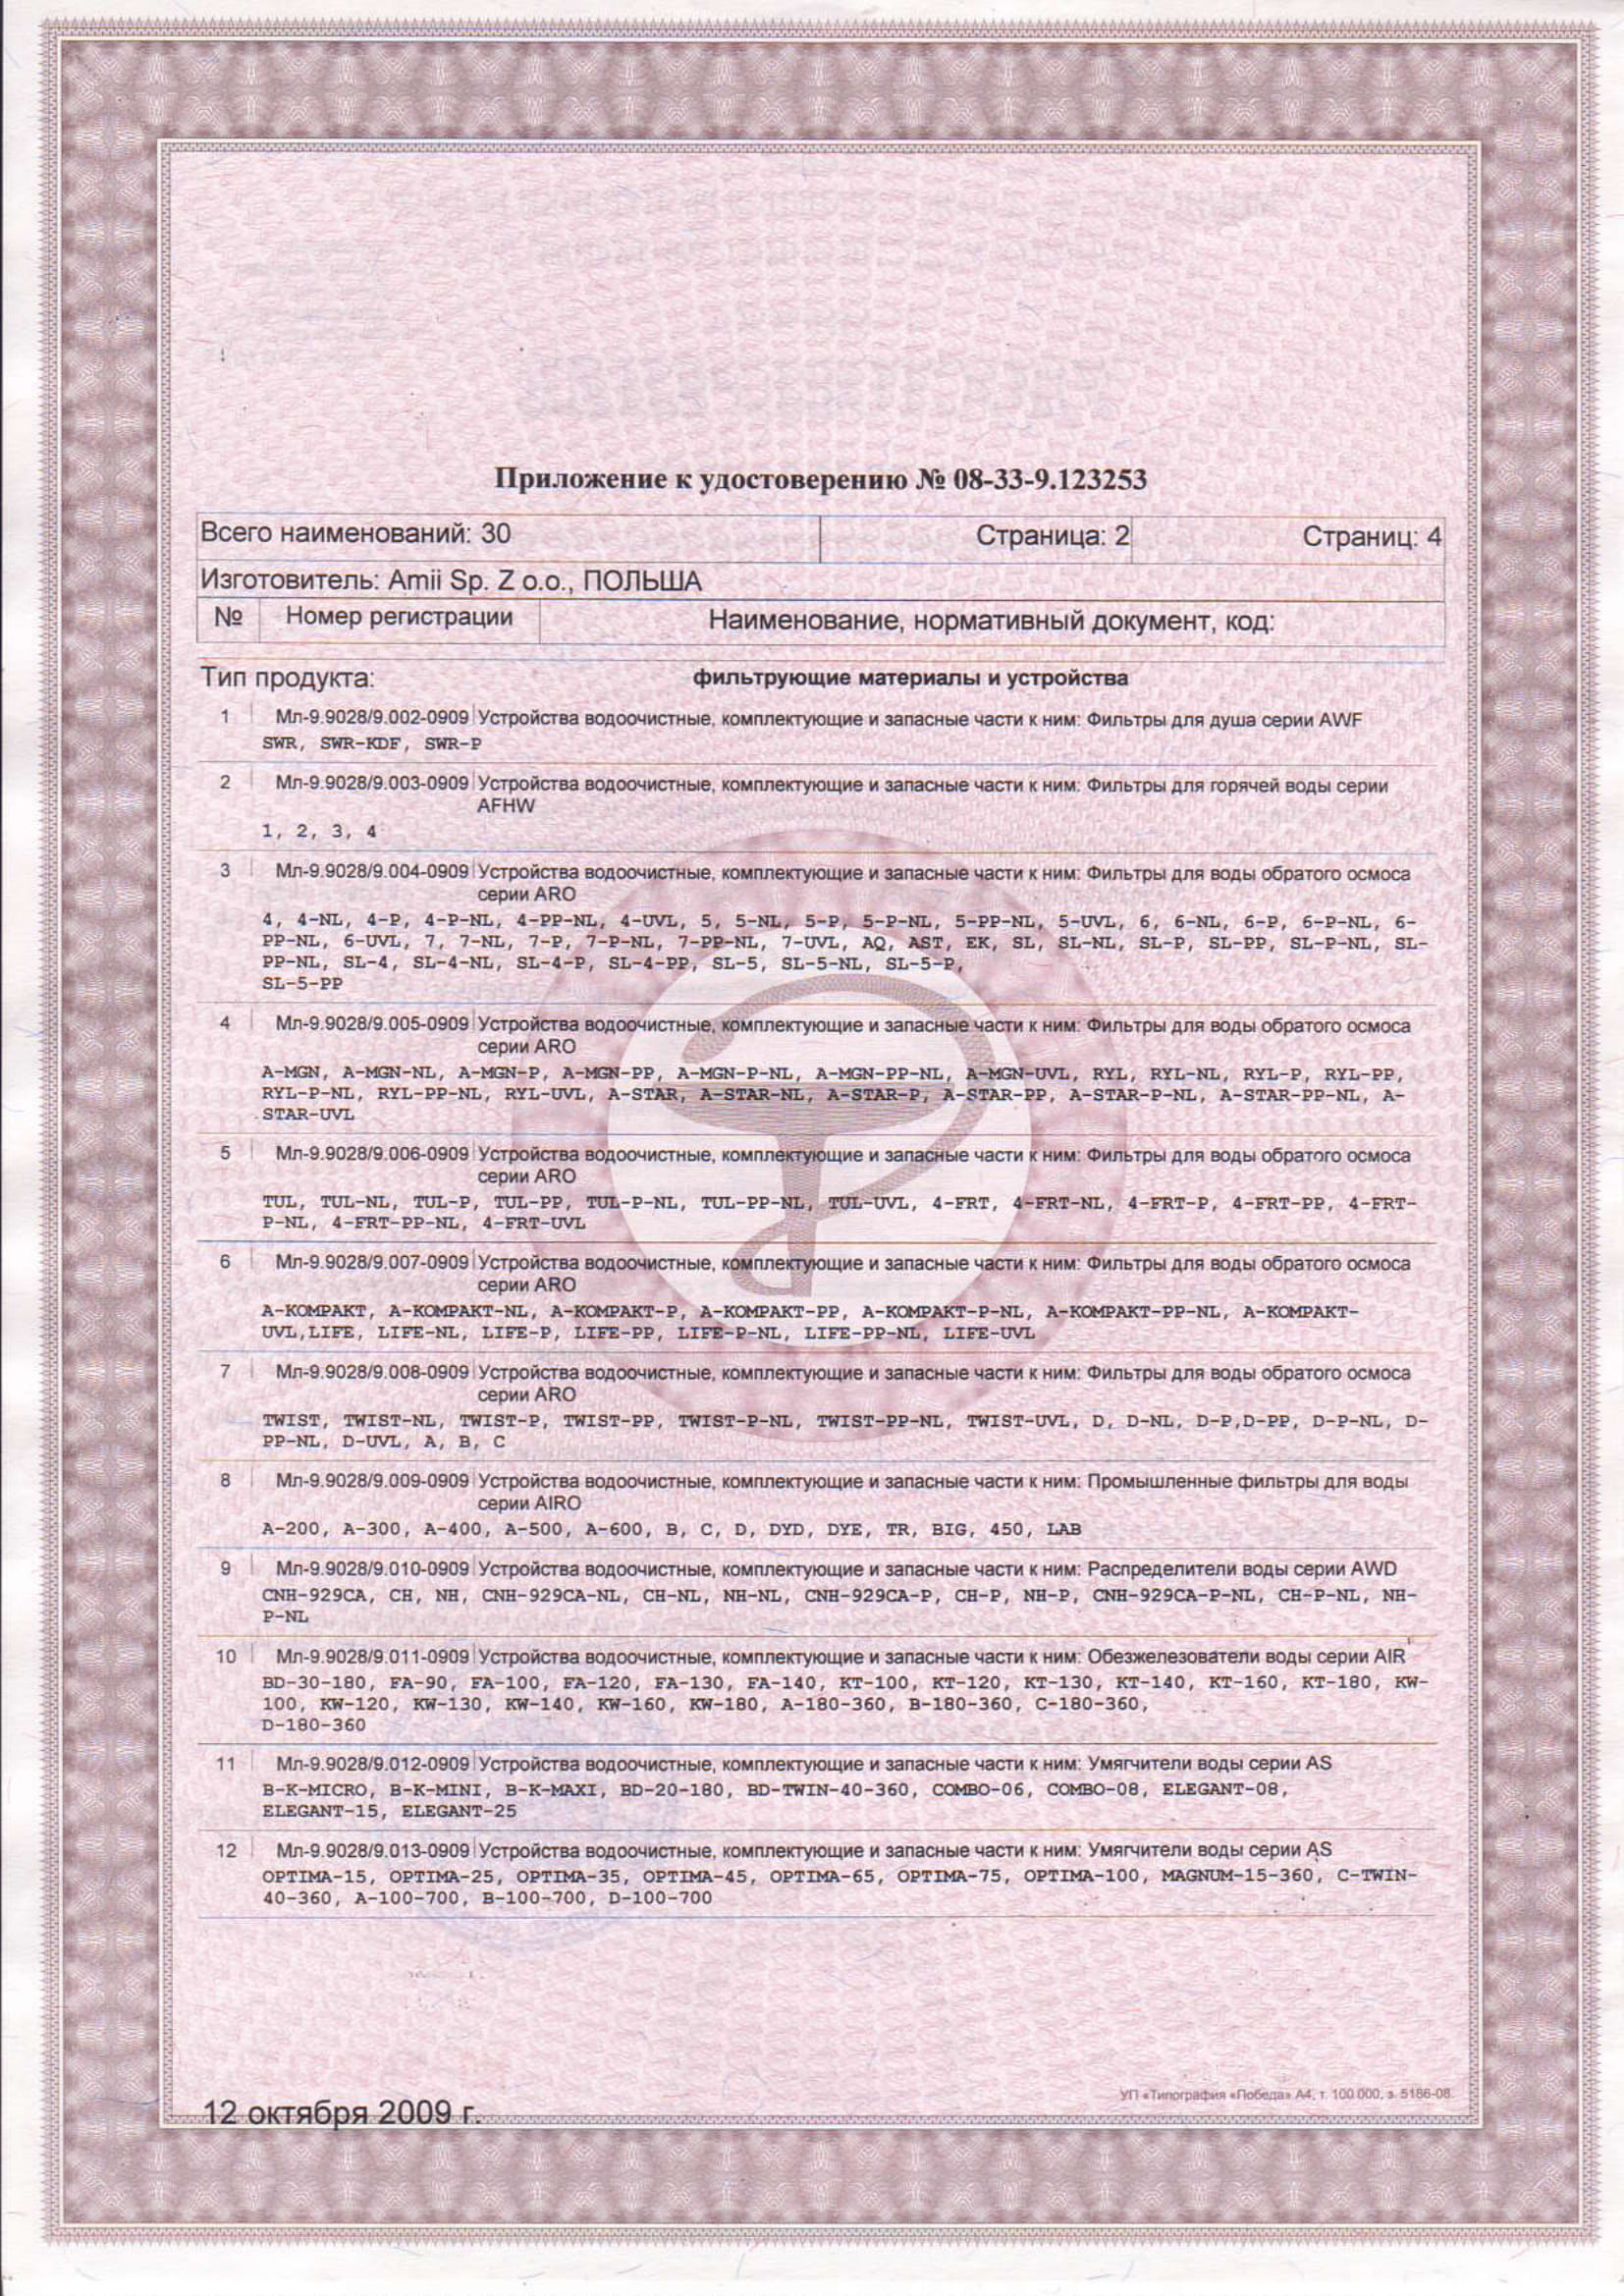 Приложение к удостоверению № 08-33-9.123253
Всего наименований: 30 Страница: 2 Страниц: 4
Изготовитель: Amii Sp. Z o.o., ПОЛЬША
№ Номер регистрации Наименование, нормативный документ, код:
Тип продукта: фильтрующие материалы и устройства
1 Мл-9.9028/9.002-0909 Устройства водоочистные, комплектующие и запасные части к ним: Фильтры для душа серии AWF
SWR, SWR-KDF, SWR-P
2 Мл-9.9028/9.003-0909 Устройства водоочистные, комплектующие и запасные части к ним: Фильтры для горячей воды серии
AFHW
1, 2, 3, 4
3 Мл-9.9028/9.004-0909 Устройства водоочистные, комплектующие и запасные части к ним: Фильтры для воды обратого осмоса
серии ARO
4, 4-NL, 4-P, 4-P-NL, 4-PP-NL, 4-UVL, 5, 5-NL, 5-P, 5-P-NL, 5-PP-NL, 5-UVL, 6, 6-NL, 6-P, 6-P-NL, 6-
PP-NL, 6-UVL, 7, 7-NL, 7-P, 7-P-NL, 7-PP-NL, 7-UVL, AQ, AST, EK, SL, SL-NL, SL-P, SL-PP, SL-P-NL, SL-
PP-NL, SL-4, SL-4-NL, SL-4-P, SL-4-PP, SL-5, SL-5-NL, SL-5-P,
SL-5-PP
4 Мл-9.9028/9.005-0909 Устройства водоочистные, комплектующие и запасные части к ним: Фильтры для воды обратого осмоса
серии ARO
A-MGN, A-MGN-NL, A-MGN-P, A-MGN-PP, A-MGN-P-NL, A-MGN-PP-NL, A-MGN-UVL, RYL, RYL-NL, RYL-P, RYL-PP,
RYL-P-NL, RYL-PP-NL, RYL-UVL, A-STAR, A-STAR-NL, A-STAR-P, A-STAR-PP, A-STAR-P-NL, A-STAR-PP-NL, A-
STAR-UVL
5 Мл-9.9028/9.006-0909 Устройства водоочистные, комплектующие и запасные части к ним: Фильтры для воды обратого осмоса
серии ARO
TUL, TUL-NL, TUL-P, TUL-PP, TUL-P-NL, TUL-PP-NL, TUL-UVL, 4-FRT, 4-FRT-NL, 4-FRT-P, 4-FRT-PP, 4-FRT-
P-NL, 4-FRT-PP-NL, 4-FRT-UVL
6 Мл-9.9028/9.007-0909 Устройства водоочистные, комплектующие и запасные части к ним: Фильтры для воды обратого осмоса
серии ARO
A-KOMPAKT, A-KOMPAKT-NL, A-KOMPAKT-P, A-KOMPAKT-PP, A-KOMPAKT-P-NL, A-KOMPAKT-PP-NL, A-KOMPAKT-
UVL,LIFE, LIFE-NL, LIFE-P, LIFE-PP, LIFE-P-NL, LIFE-PP-NL, LIFE-UVL
7 Мл-9.9028/9.008-0909 Устройства водоочистные, комплектующие и запасные части к ним: Фильтры для воды обратого осмоса
серии ARO
TWIST, TWIST-NL, TWIST-P, TWIST-PP, TWIST-P-NL, TWIST-PP-NL, TWIST-UVL, D, D-NL, D-P,D-PP, D-P-NL, D-
PP-NL, D-UVL, A, B, C
8 Мл-9.9028/9.009-0909 Устройства водоочистные, комплектующие и запасные части к ним: Промышленные фильтры для воды
серии AIRO
A-200, A-300, A-400, A-500, A-600, B, C, D, DYD, DYE, TR, BIG, 450, LAB
9 Мл-9.9028/9.010-0909 Устройства водоочистные, комплектующие и запасные части к ним: Распределители воды серии AWD
CNH-929CA, CH, NH, CNH-929CA-NL, CH-NL, NH-NL, CNH-929CA-P, CH-P, NH-P, CNH-929CA-P-NL, CH-P-NL, NH-
P-NL
10 Мл-9.9028/9.011-0909 Устройства водоочистные, комплектующие и запасные части к ним: Обезжелезователи воды серии AIR
BD-30-180, FA-90, FA-100, FA-120, FA-130, FA-140, KT-100, KT-120, KT-130, KT-140, KT-160, KT-180, KW-
100, KW-120, KW-130, KW-140, KW-160, KW-180, A-180-360, B-180-360, C-180-360,
D-180-360
11 Мл-9.9028/9.012-0909 Устройства водоочистные, комплектующие и запасные части к ним: Умягчители воды серии AS
B-K-MICRO, B-K-MINI, B-K-MAXI, BD-20-180, BD-TWIN-40-360, COMBO-06, COMBO-08, ELEGANT-08,
ELEGANT-15, ELEGANT-25
12 Мл-9.9028/9.013-0909 Устройства водоочистные, комплектующие и запасные части к ним: Умягчители воды серии AS
OPTIMA-15, OPTIMA-25, OPTIMA-35, OPTIMA-45, OPTIMA-65, OPTIMA-75, OPTIMA-100, MAGNUM-15-360, C-TWIN-
40-360, A-100-700, B-100-700, D-100-700
УП «Типография «Победа» А4, т. 100 000, з. 5186-08.
12 октября 2009 г.